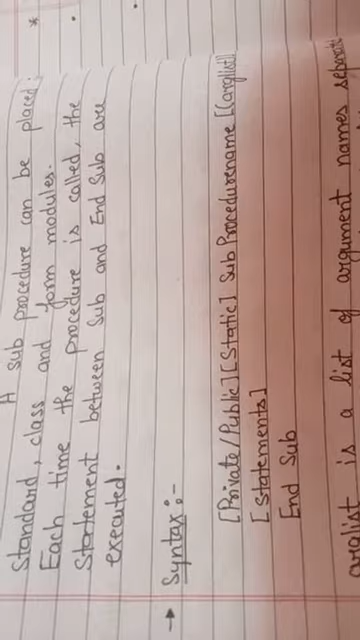 A sub procedure can be placed
Standard, class and form modules.
Each time the procedure is called, the
Statement between Sub and End Sub are
executed.
→ Syntax :-
[Private/Public][Static] Sub Procedurename [(arglist)]
[statements]
End Sub
arglist is a list of argument names